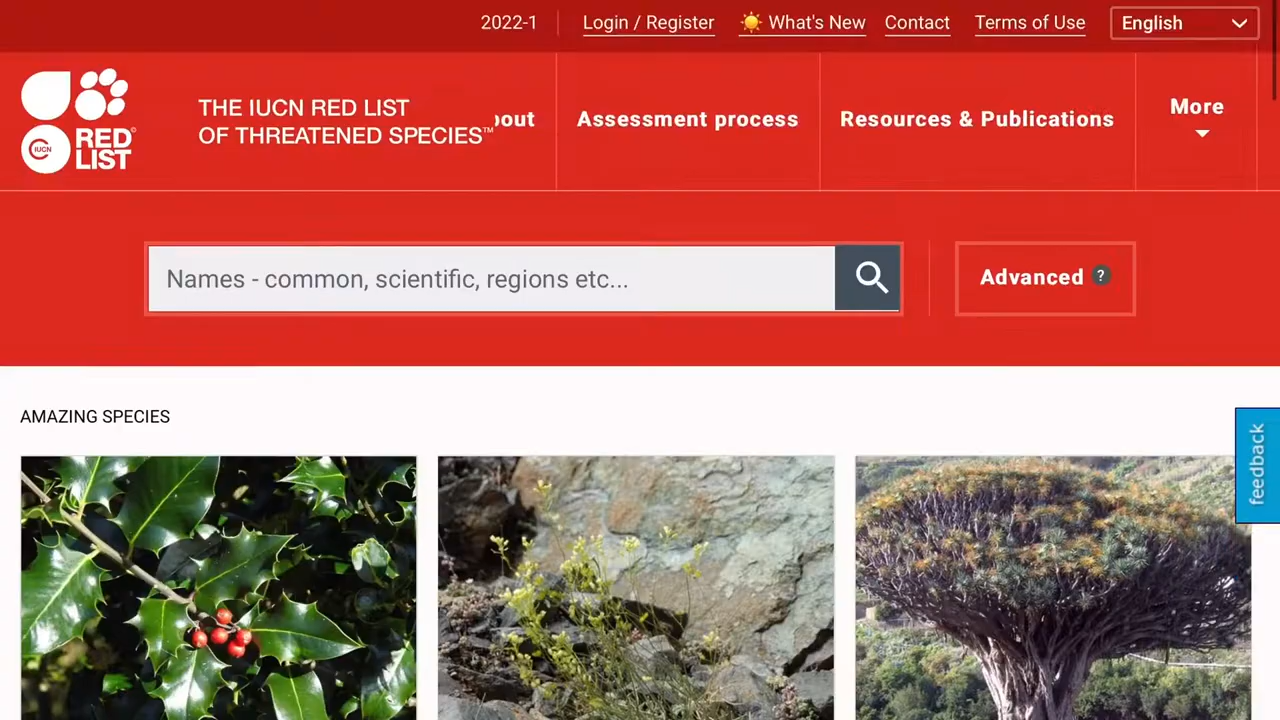 2022-1
Login / Register
What's New
Contact
Terms of Use
English
RED LIST
IUCN
THE IUCN RED LIST
OF THREATENED SPECIES™
bout
Assessment process
Resources & Publications
More
Names - common, scientific, regions etc...
Advanced ?
AMAZING SPECIES
feedback